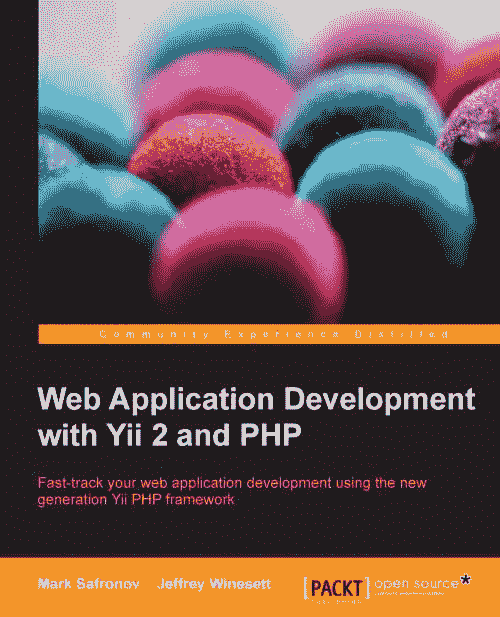 Community Experience Distilled
Web Application Development
with Yii 2 and PHP
Fast-track your web application development using the new
generation Yii PHP framework
Mark Safronov Jeffrey Winesett
[PACKT] open source*